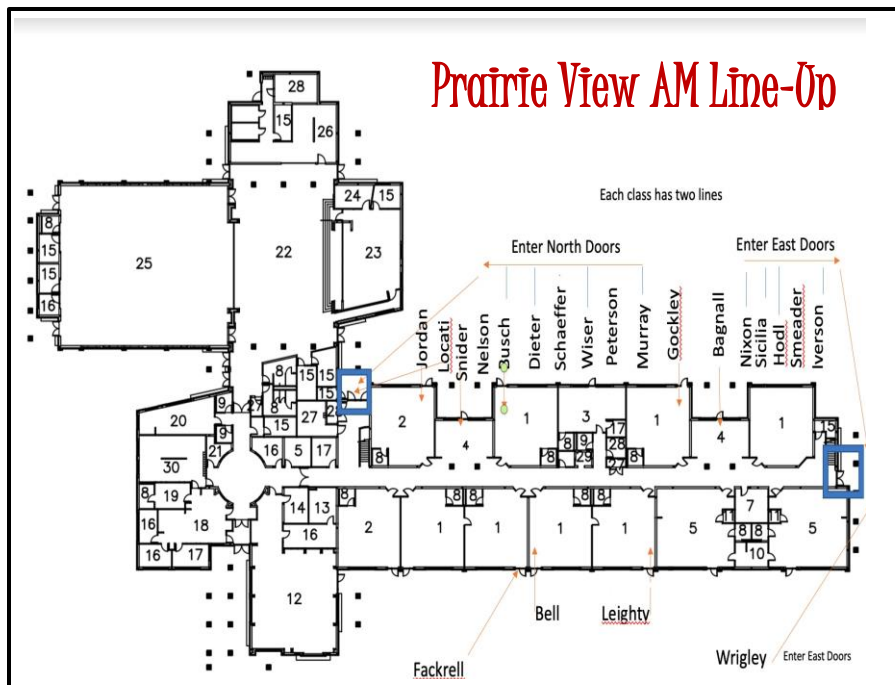 Prairie View AM Line-Up
Each class has two lines
Enter North Doors
Enter East Doors
Jordan
Locati
Snider
Nelson
Busch
Dieter
Schaeffer
Wiser
Peterson
Murray
Gockley
Bagnall
Nixon
Sicilia
Hodl
Smeader
Iverson
28
15
26
24 15
8
15
15
16
25
22
23
8
15 15
15
9
27
8
15
27
2
20
9
21
16 5 17
30
8 19
18
16
16 17
14 13
16
12
2
8
4
1
8
3
17
8 9 28
29 27
1
8
4
1
15
8
2
8
1
1
8
1
8
1
5
7
8 8
10
5
Bell
Leighty
Fackrell
Wrigley
Enter East Doors